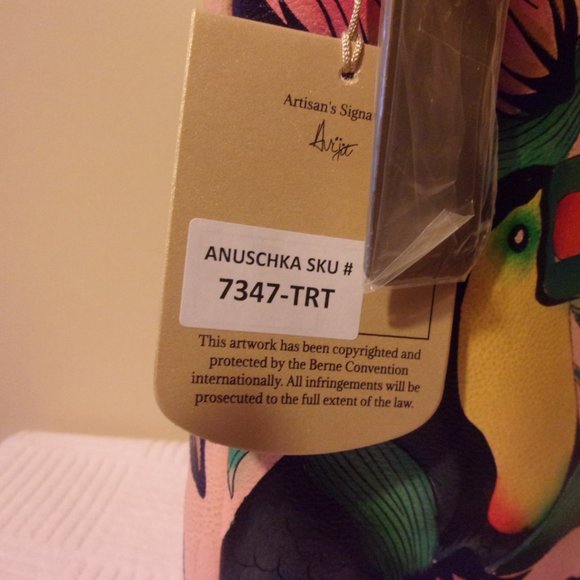 Artisan's Signa
Avijit
ANUSCHKA SKU #
7347-TRT
This artwork has been copyrighted and
protected by the Berne Convention
internationally. All infringements will be
prosecuted to the full extent of the law.